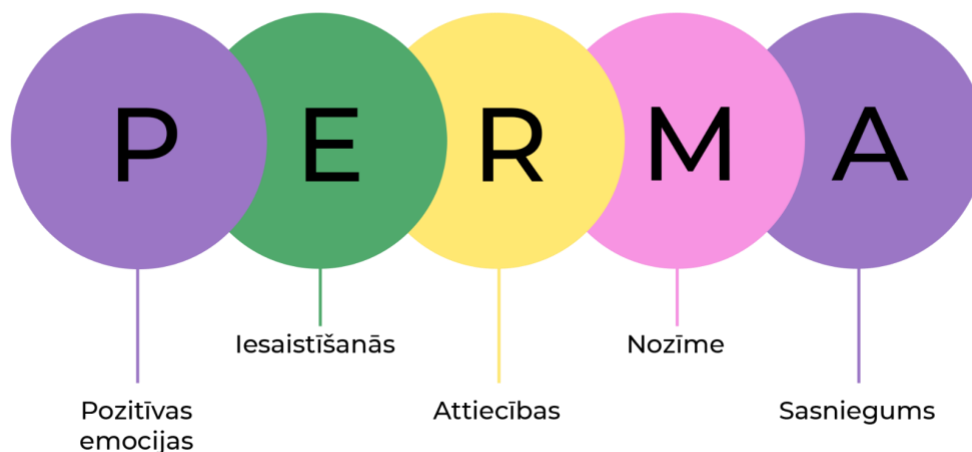 P E R M A
Iesaistīšanās
Nozīme
Pozitīvas
emocijas
Attiecības
Sasniegums